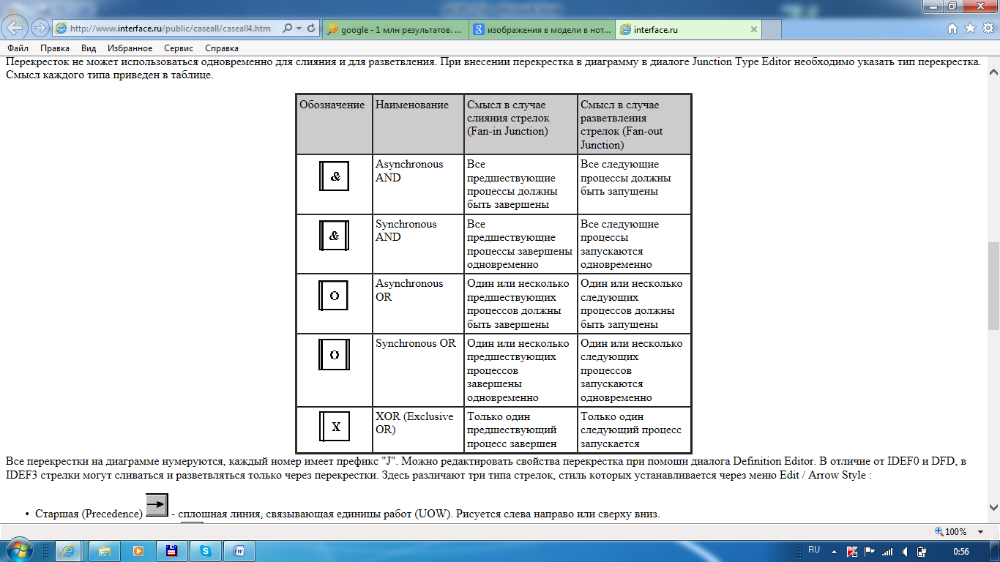 http://www.interface.ru/public/caseall/caseall4.htm
google - 1 млн результатов. ...
изображения в модели в нот...
interface.ru
Файл Правка Вид Избранное Сервис Справка
Перекресток не может использоваться одновременно для слияния и для разветвления. При внесении перекрестка в диаграмму в диалоге Junction Type Editor необходимо указать тип перекрестка.
Смысл каждого типа приведен в таблице.
Обозначение
Наименование
Смысл в случае
слияния стрелок
(Fan-in Junction)
Смысл в случае
разветвления
стрелок (Fan-out
Junction)
&
Asynchronous
AND
Все
предшествующие
процессы должны
быть завершены
Все следующие
процессы должны
быть запущены
&
Synchronous
AND
Все
предшествующие
процессы завершены
одновременно
Все следующие
процессы
запускаются
одновременно
O
Asynchronous
OR
Один или несколько
предшествующих
процессов должны
быть завершены
Один или несколько
следующих
процессов должны
быть запущены
O
Synchronous OR
Один или несколько
предшествующих
процессов
завершены
одновременно
Один или несколько
следующих
процессов
запускаются
одновременно
X
XOR (Exclusive
OR)
Только один
предшествующий
процесс завершен
Только один
следующий процесс
запускается
Все перекрестки на диаграмме нумеруются, каждый номер имеет префикс "J". Можно редактировать свойства перекрестка при помощи диалога Definition Editor. В отличие от IDEF0 и DFD, в
IDEF3 стрелки могут сливаться и разветвляться только через перекрестки. Здесь различают три типа стрелок, стиль которых устанавливается через меню Edit / Arrow Style :
• Старшая (Precedence) - сплошная линия, связывающая единицы работ (UOW). Рисуется слева направо или сверху вниз.
100%
RU
0:56